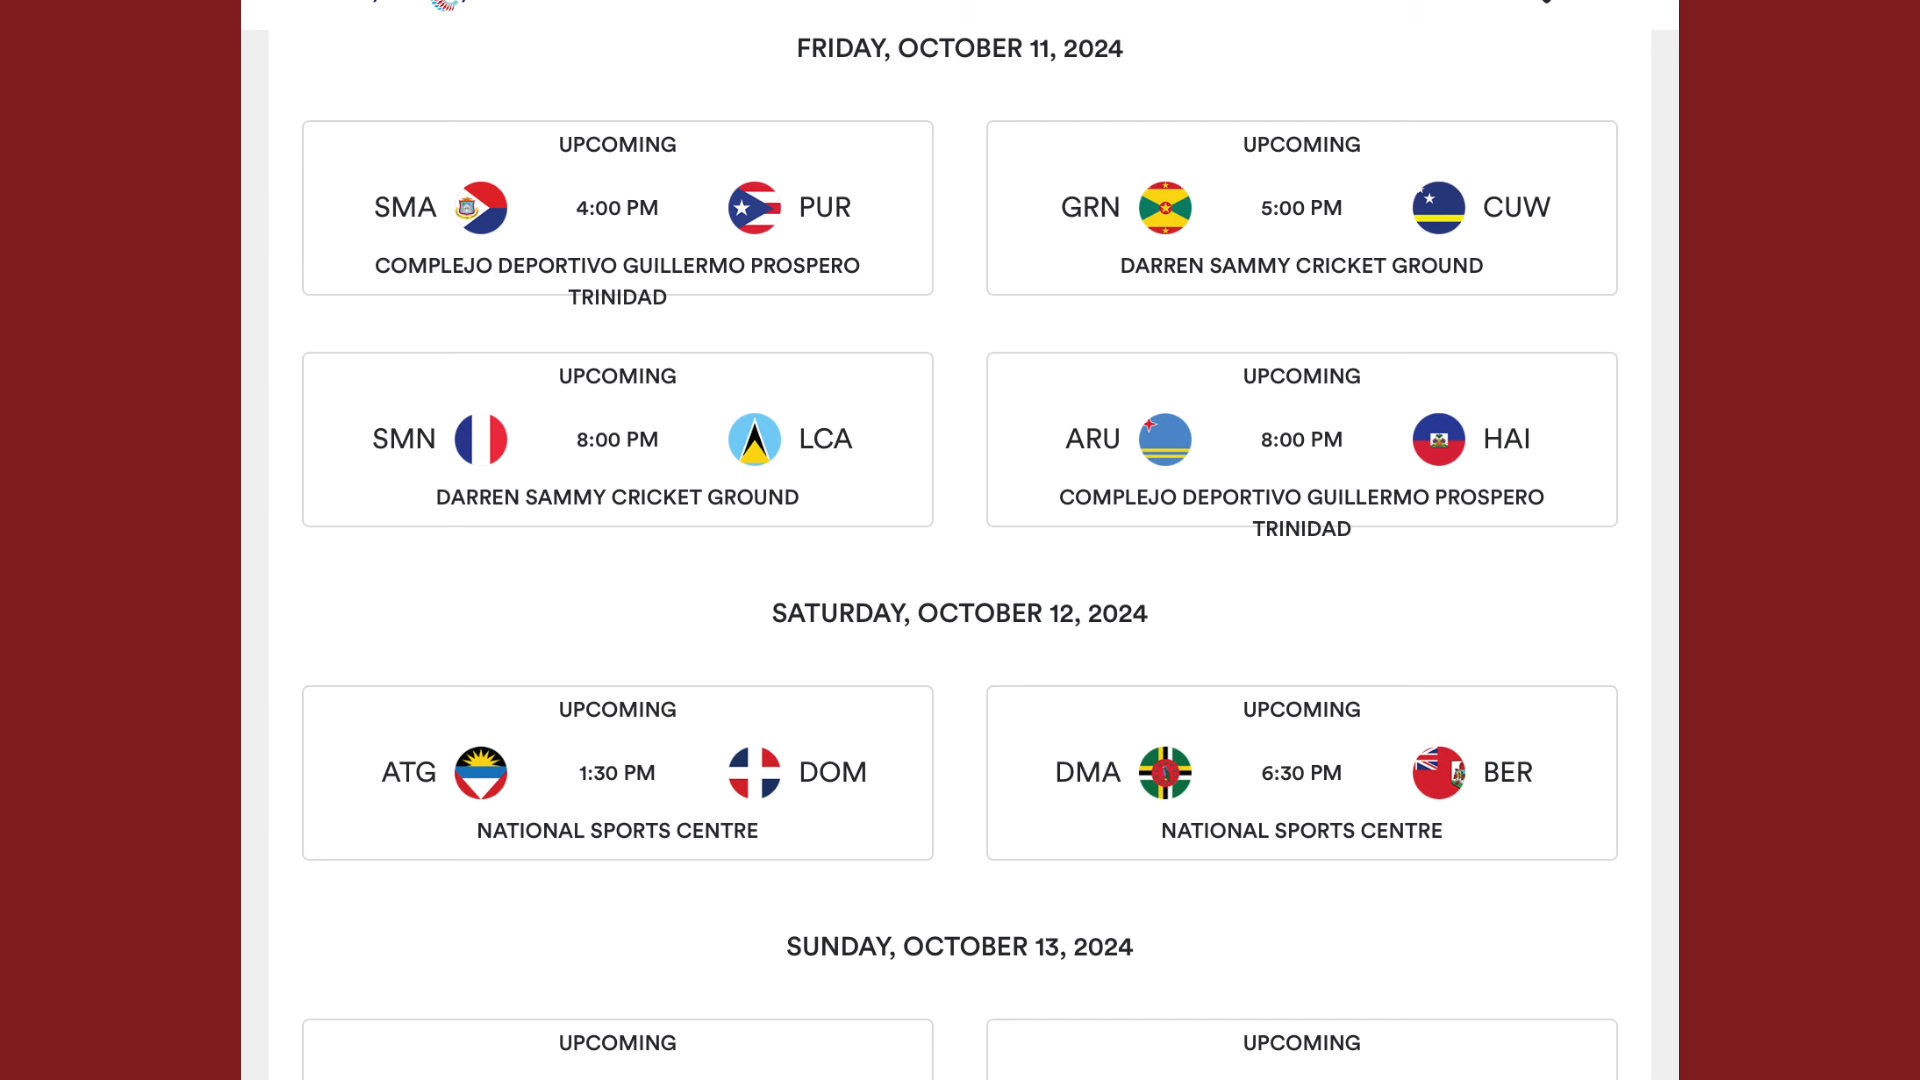 FRIDAY, OCTOBER 11, 2024
UPCOMING
SMA 4:00 PM PUR
COMPLEJO DEPORTIVO GUILLERMO PROSPERO
TRINIDAD
UPCOMING
GRN 5:00 PM CUW
DARREN SAMMY CRICKET GROUND
UPCOMING
SMN 8:00 PM LCA
DARREN SAMMY CRICKET GROUND
UPCOMING
ARU 8:00 PM HAI
COMPLEJO DEPORTIVO GUILLERMO PROSPERO
TRINIDAD
SATURDAY, OCTOBER 12, 2024
UPCOMING
ATG 1:30 PM DOM
NATIONAL SPORTS CENTRE
UPCOMING
DMA 6:30 PM BER
NATIONAL SPORTS CENTRE
SUNDAY, OCTOBER 13, 2024
UPCOMING
UPCOMING